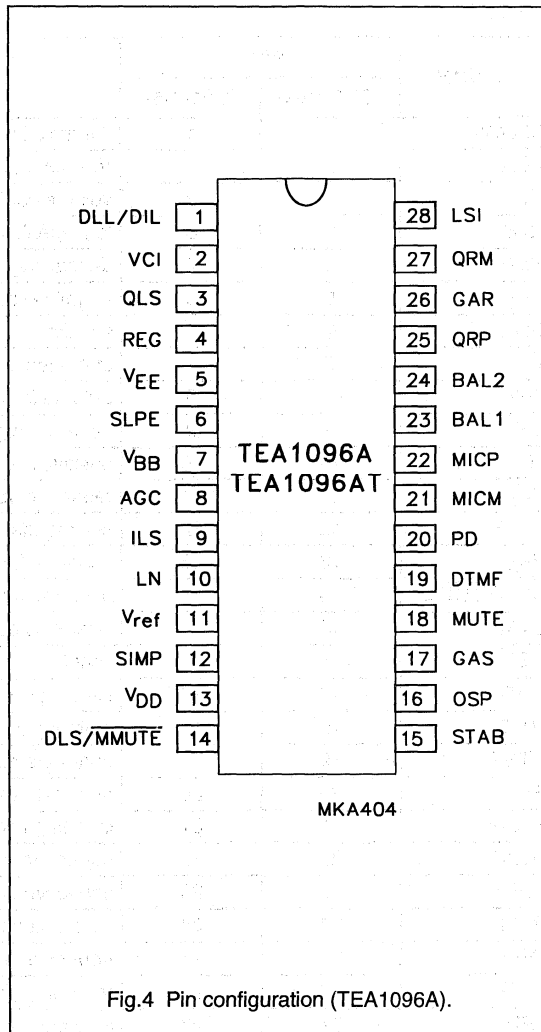 DLL/DIL 1 28 LSI
VCI 2 27 QRM
QLS 3 26 GAR
REG 4 25 QRP
VEE 5 24 BAL2
SLPE 6 23 BAL1
VBB 7 22 MICP
TEA1096A
TEA1096AT
AGC 8 21 MICM
ILS 9 20 PD
LN 10 19 DTMF
Vref 11 18 MUTE
SIMP 12 17 GAS
VDD 13 16 OSP
DLS/M̅M̅U̅T̅E̅ 14 15 STAB
MKA404
Fig.4 Pin configuration (TEA1096A).